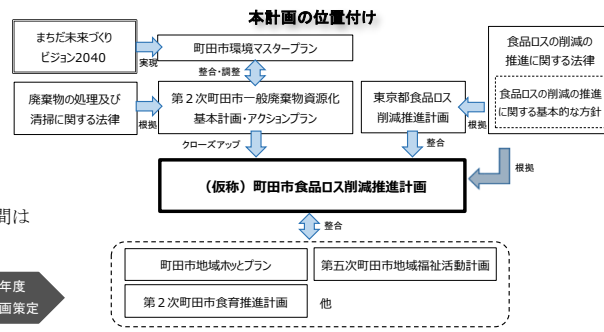 本計画の位置付け
まちだ未来づくり
ビジョン2040
実現
町田市環境マスタープラン
整合・調整
食品ロスの削減の
推進に関する法律
食品ロスの削減の推進
に関する基本的な方針
廃棄物の処理及び
清掃に関する法律
根拠
第2次町田市一般廃棄物資源化
基本計画・アクションプラン
東京都食品ロス
削減推進計画
根拠
クローズアップ
整合
根拠
(仮称)町田市食品ロス削減推進計画
間は
整合
町田市地域ホッとプラン
第五次町田市地域福祉活動計画
第2次町田市食育推進計画
他
年度
画策定